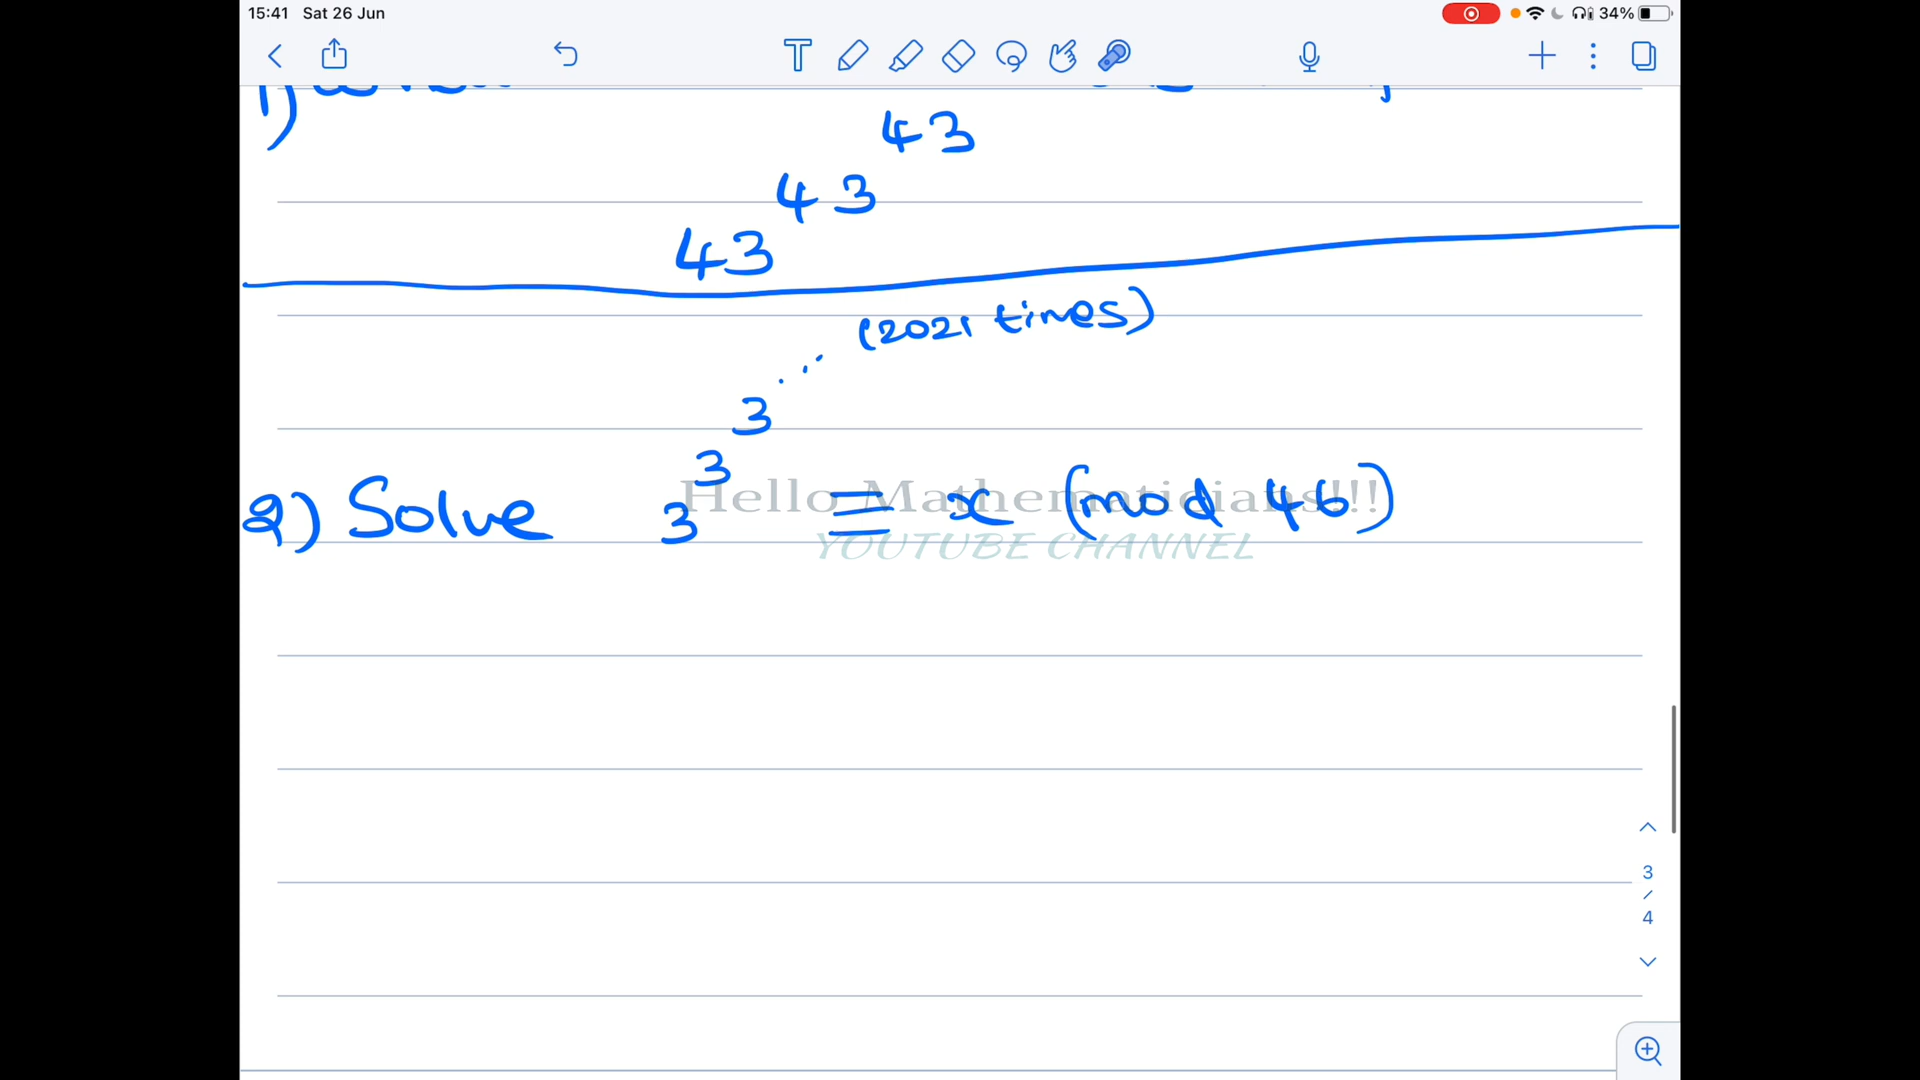 15:41 Sat 26 Jun
34%
T
1)
43
43
43
(2021 times)
...
3
3
2) Solve 3 ≡ x (mod 46)
Hello Mathematicians!!!
YOUTUBE CHANNEL
3
/
4